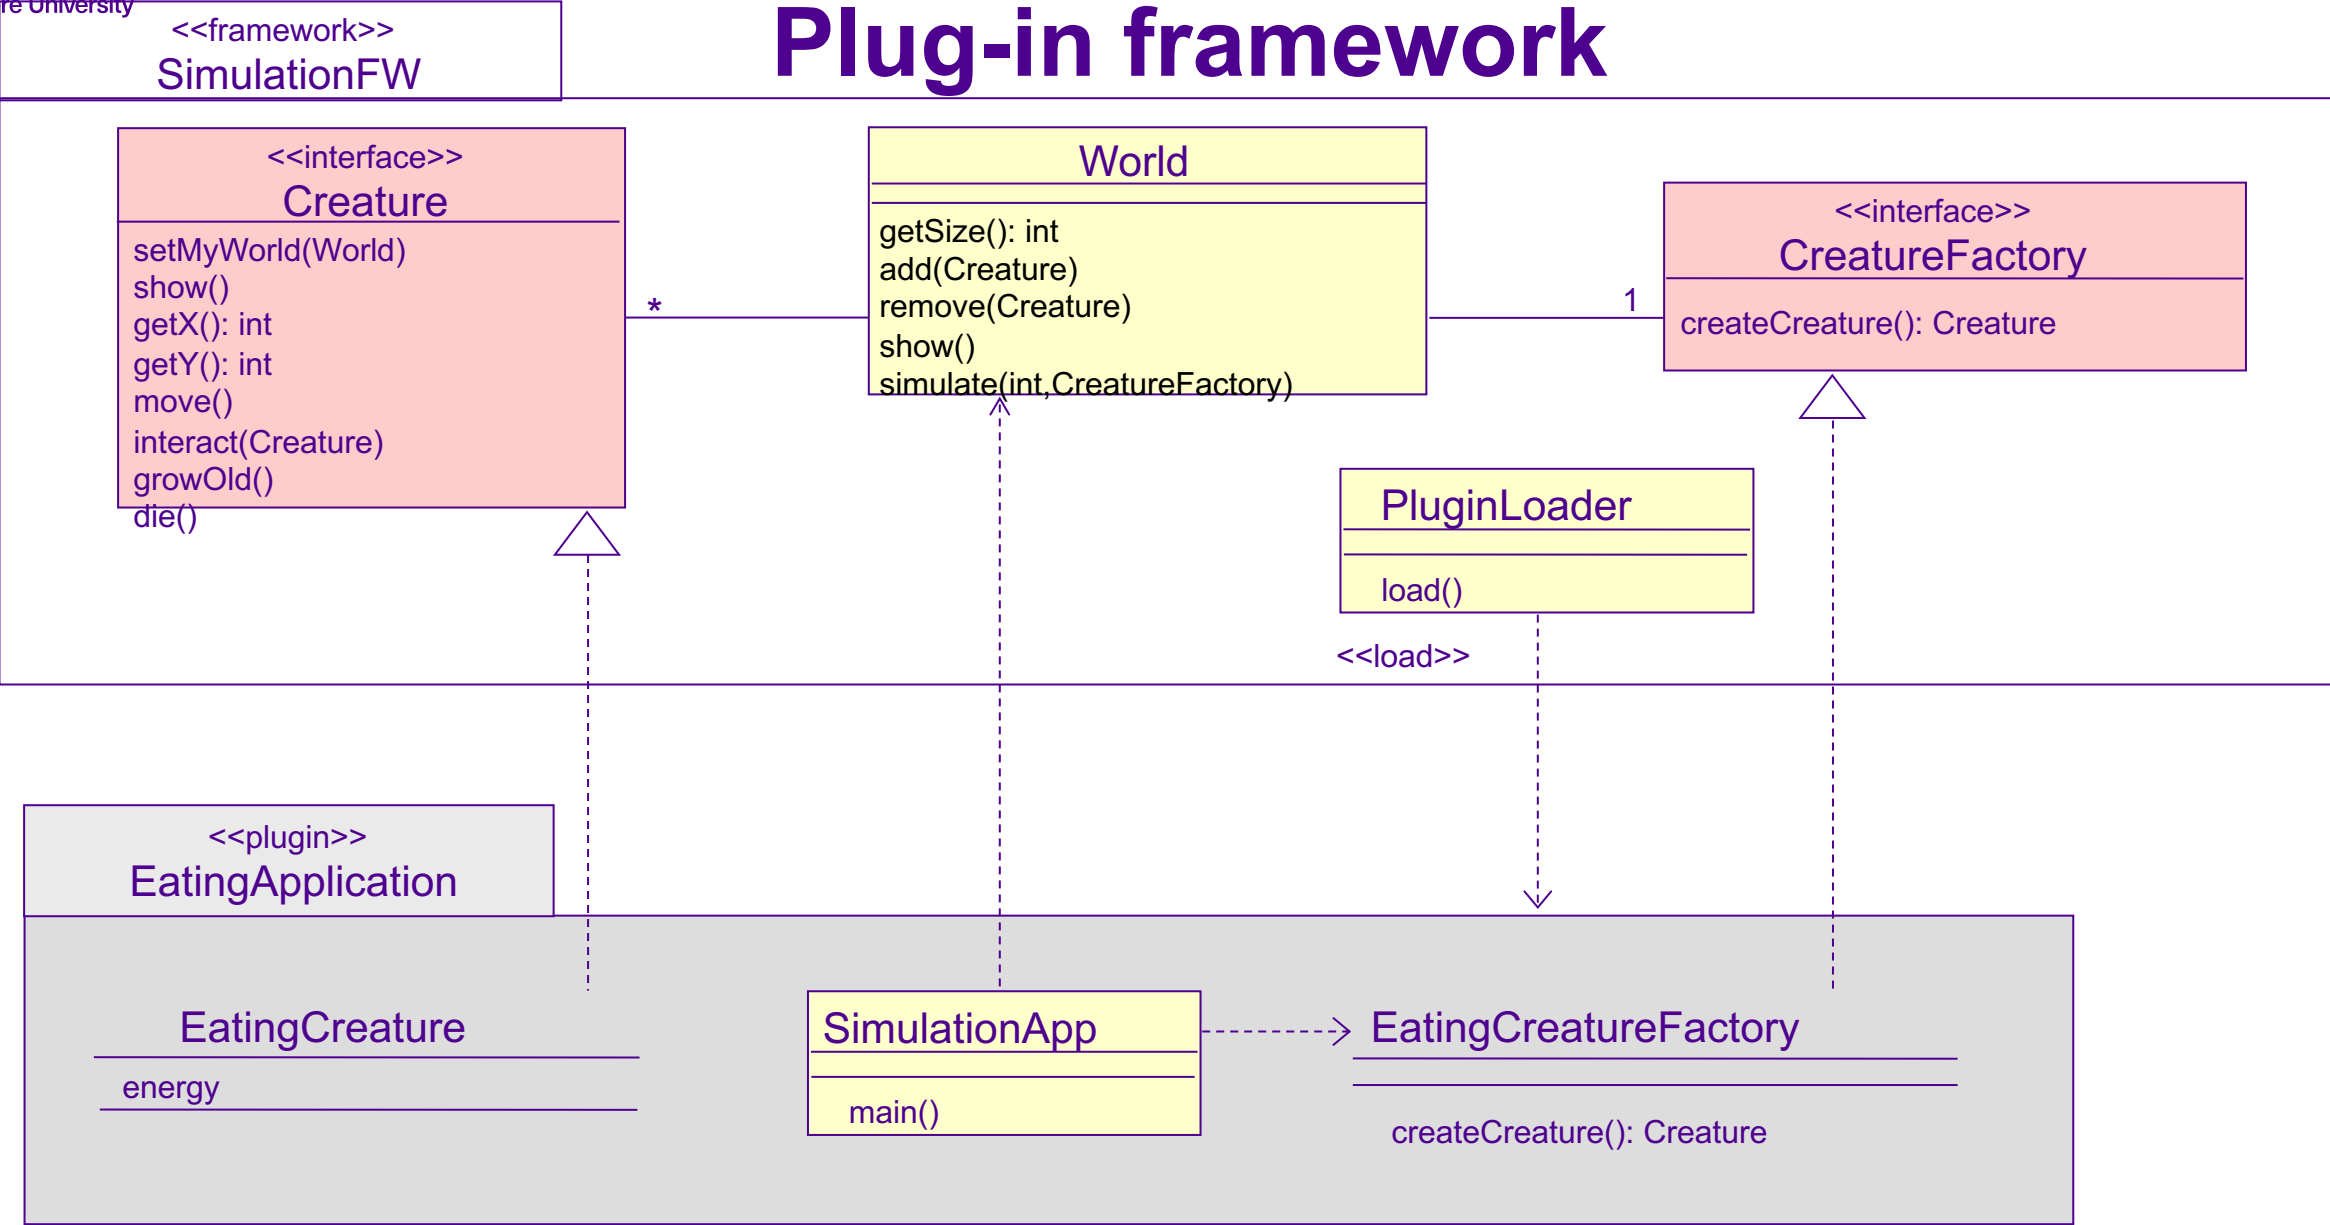 re University
Plug-in framework
<<framework>>
SimulationFW
<<interface>>
Creature
setMyWorld(World)
show()
getX(): int
getY(): int
move()
interact(Creature)
growOld()
die()
*
World
getSize(): int
add(Creature)
remove(Creature)
show()
simulate(int,CreatureFactory)
1
<<interface>>
CreatureFactory
createCreature(): Creature
PluginLoader
load()
<<load>>
<<plugin>>
EatingApplication
EatingCreature
energy
SimulationApp
main()
EatingCreatureFactory
createCreature(): Creature